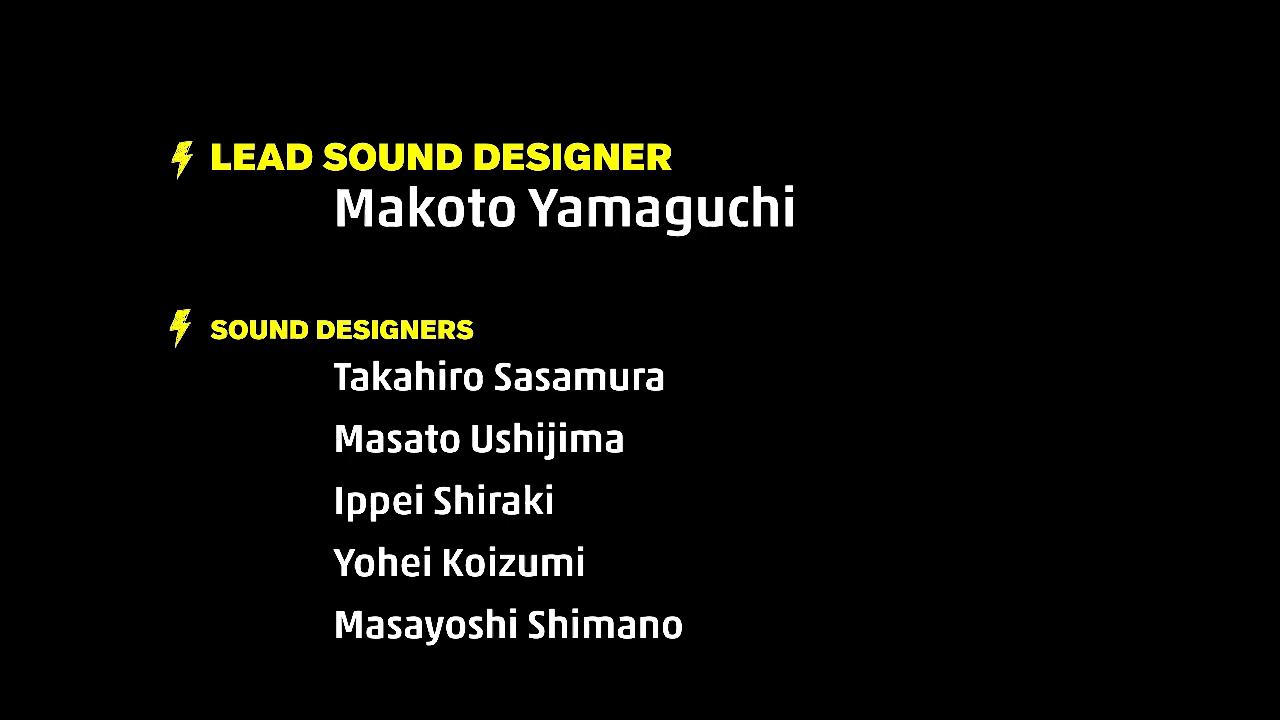 LEAD SOUND DESIGNER
Makoto Yamaguchi
SOUND DESIGNERS
Takahiro Sasamura
Masato Ushijima
Ippei Shiraki
Yohei Koizumi
Masayoshi Shimano